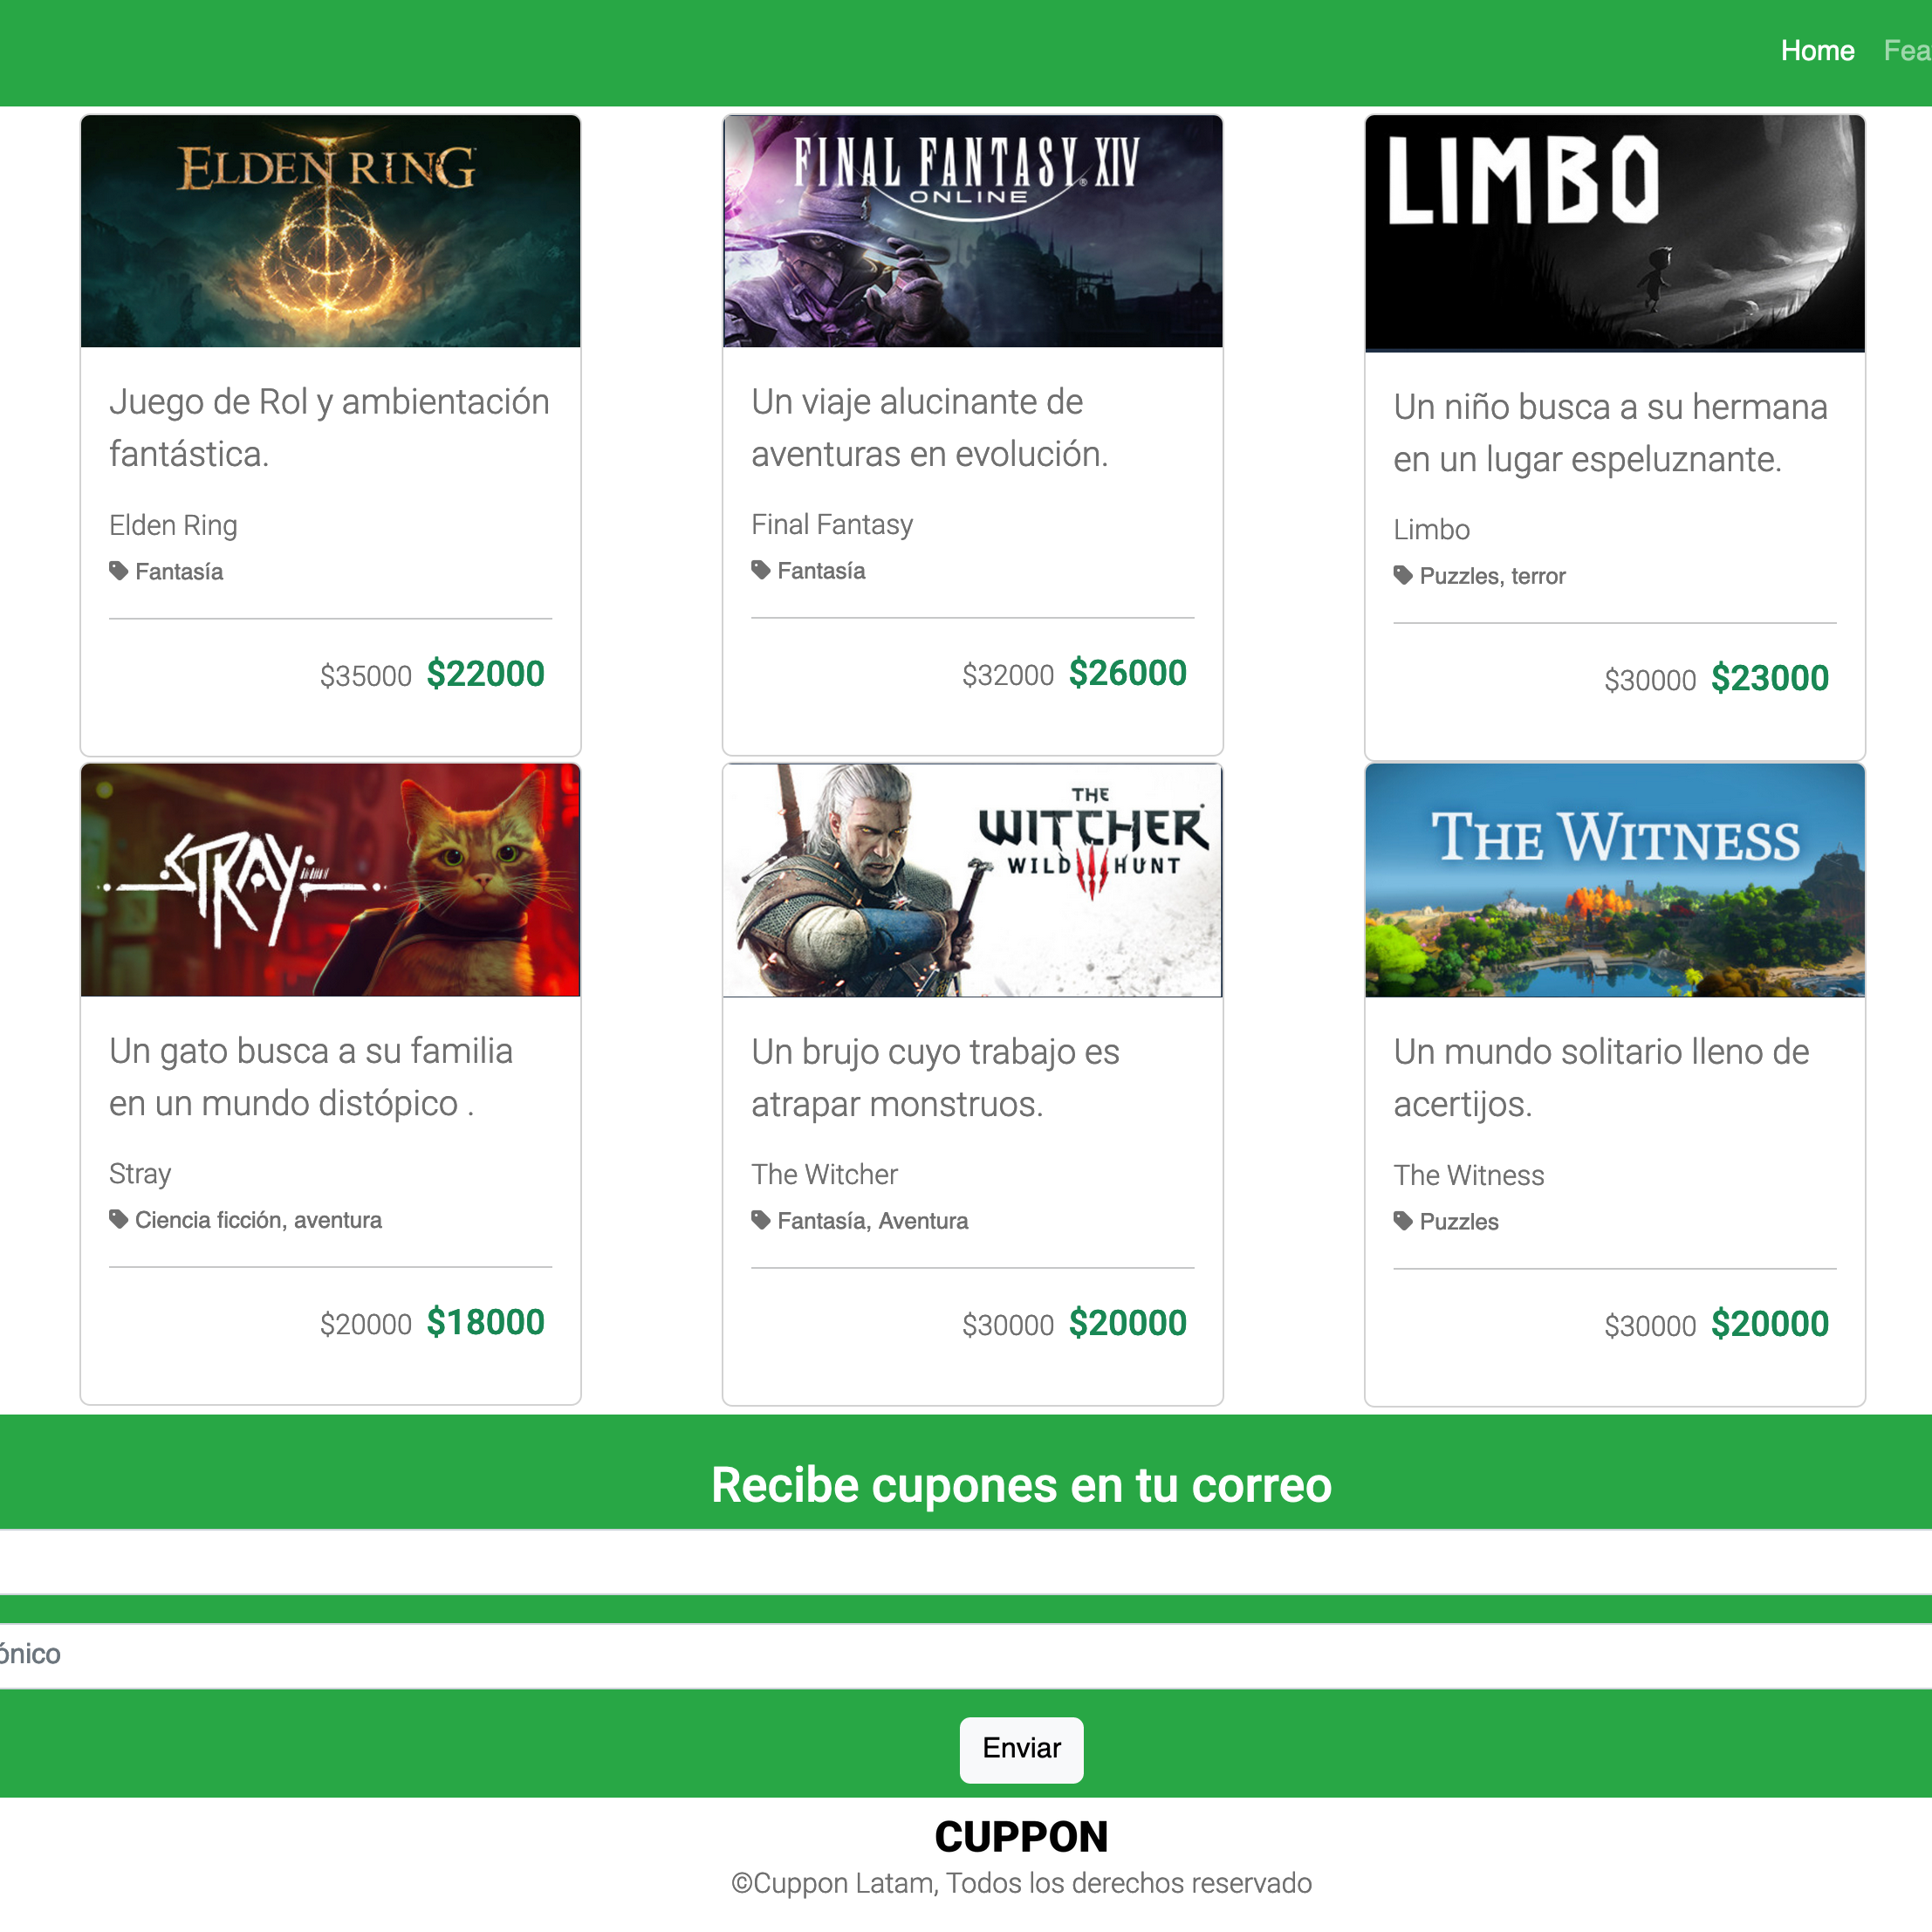 Home Fea
ELDEN RING
FINAL FANTASY XIV
ONLINE
LIMBO
Juego de Rol y ambientación
fantástica.
Elden Ring
Fantasía
$35000 $22000
Un viaje alucinante de
aventuras en evolución.
Final Fantasy
Fantasía
$32000 $26000
Un niño busca a su hermana
en un lugar espeluznante.
Limbo
Puzzles, terror
$30000 $23000
STRAY
THE
WITCHER
WILD HUNT
THE WITNESS
Un gato busca a su familia
en un mundo distópico .
Stray
Ciencia ficción, aventura
$20000 $18000
Un brujo cuyo trabajo es
atrapar monstruos.
The Witcher
Fantasía, Aventura
$30000 $20000
Un mundo solitario lleno de
acertijos.
The Witness
Puzzles
$30000 $20000
Recibe cupones en tu correo
ónico
Enviar
CUPPON
©Cuppon Latam, Todos los derechos reservado